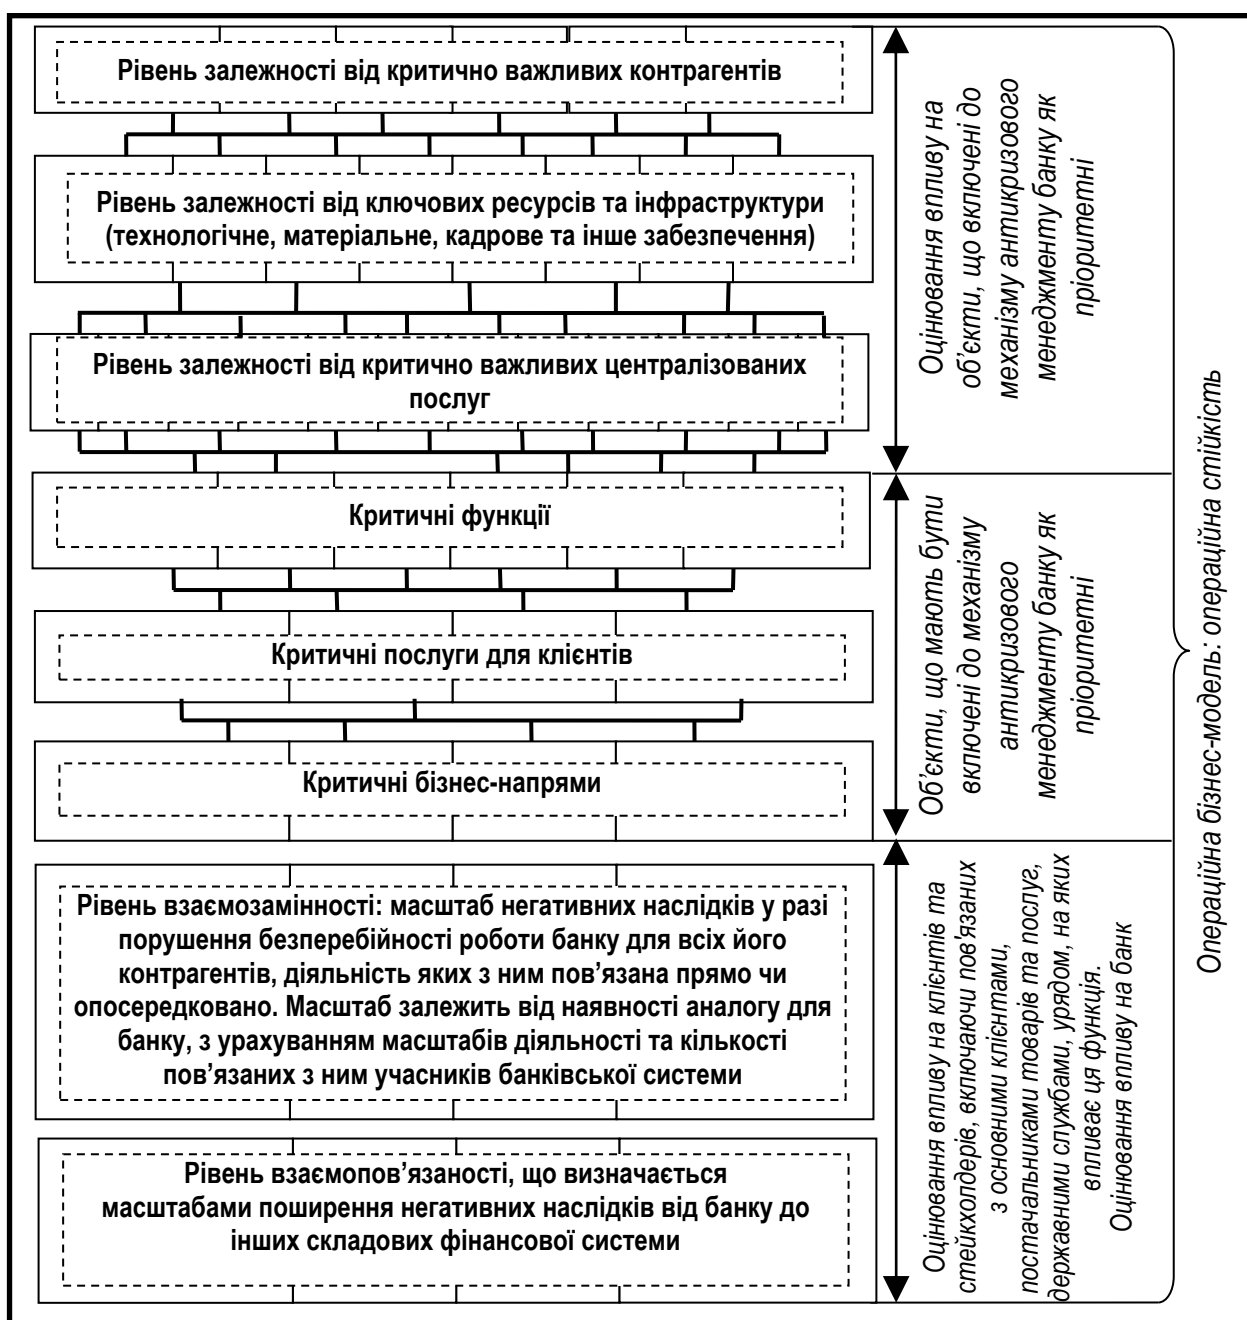 Рівень залежності від критично важливих контрагентів
Рівень залежності від ключових ресурсів та інфраструктури
(технологічне, матеріальне, кадрове та інше забезпечення)
Рівень залежності від критично важливих централізованих
послуг
Критичні функції
Критичні послуги для клієнтів
Критичні бізнес-напрями
Рівень взаємозамінності: масштаб негативних наслідків у разі
порушення безперебійності роботи банку для всіх його
контрагентів, діяльність яких з ним пов’язана прямо чи
опосередковано. Масштаб залежить від наявності аналогу для
банку, з урахуванням масштабів діяльності та кількості
пов’язаних з ним учасників банківської системи
Рівень взаємопов’язаності, що визначається
масштабами поширення негативних наслідків від банку до
інших складових фінансової системи
Оцінювання впливу на
об’єкти, що включені до
механізму антикризового
менеджменту банку як
пріоритетні
Об’єкти, що мають бути
включені до механізму
антикризового
менеджменту банку як
пріоритетні
Оцінювання впливу на клієнтів та
стейкхолдерів, включаючи пов’язаних
з основними клієнтами,
постачальниками товарів та послуг,
державними службами, урядом, на яких
впливає ця функція.
Оцінювання впливу на банк
Операційна бізнес-модель: операційна стійкість